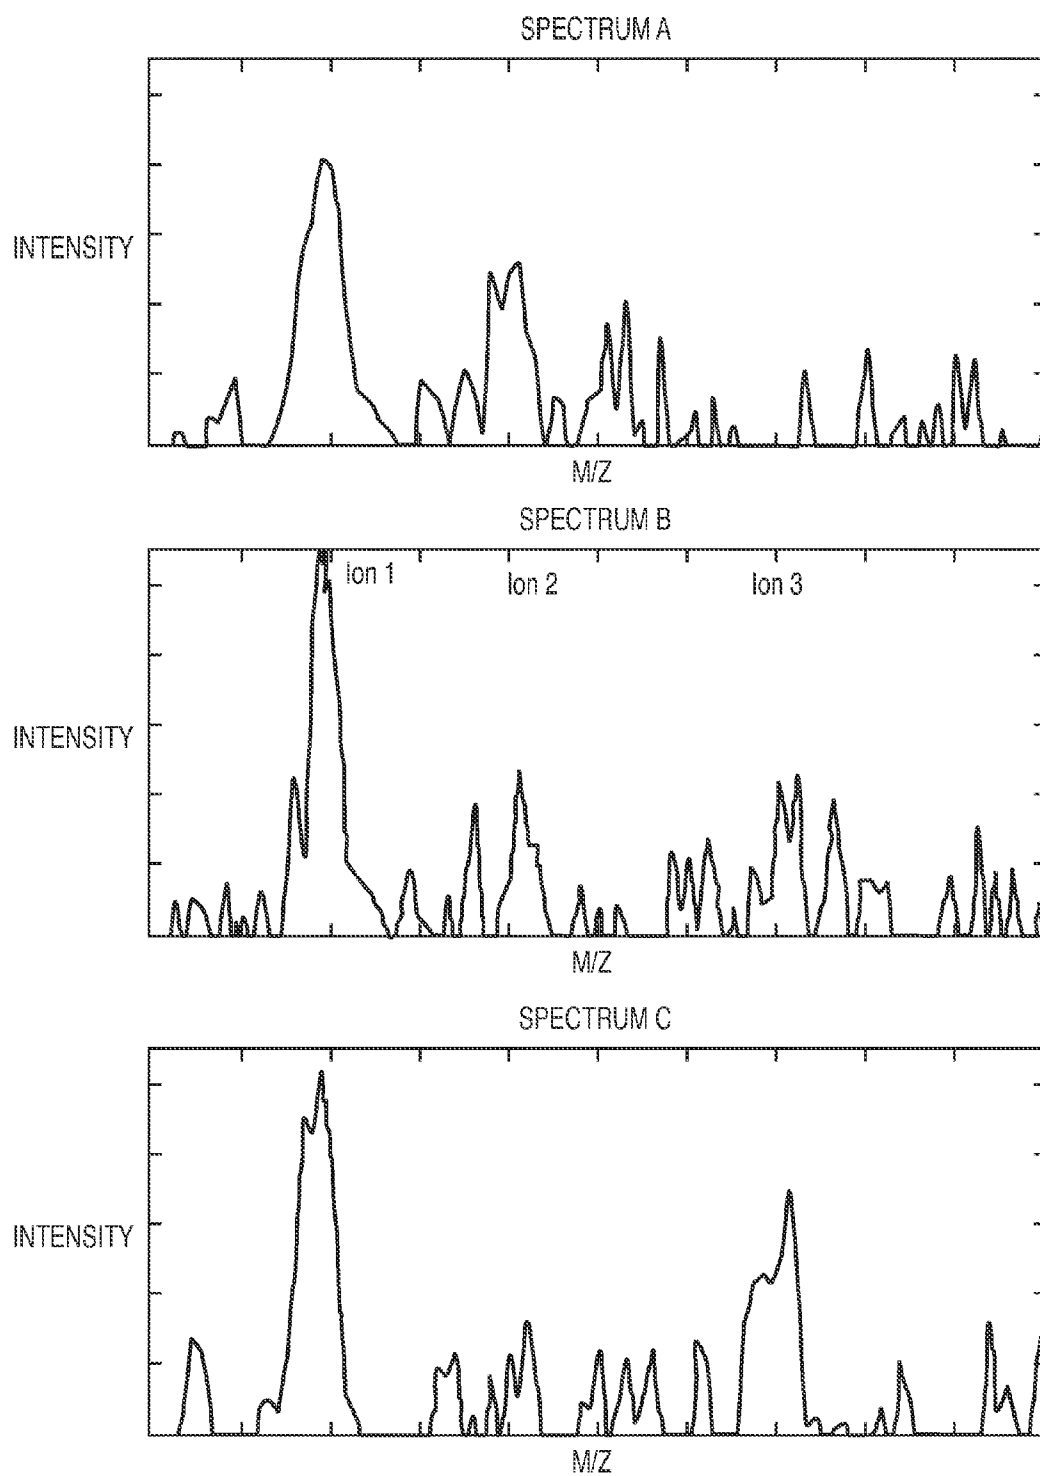 SPECTRUM A
INTENSITY
M/Z
SPECTRUM B
Ion 1
Ion 2
Ion 3
INTENSITY
M/Z
SPECTRUM C
INTENSITY
M/Z